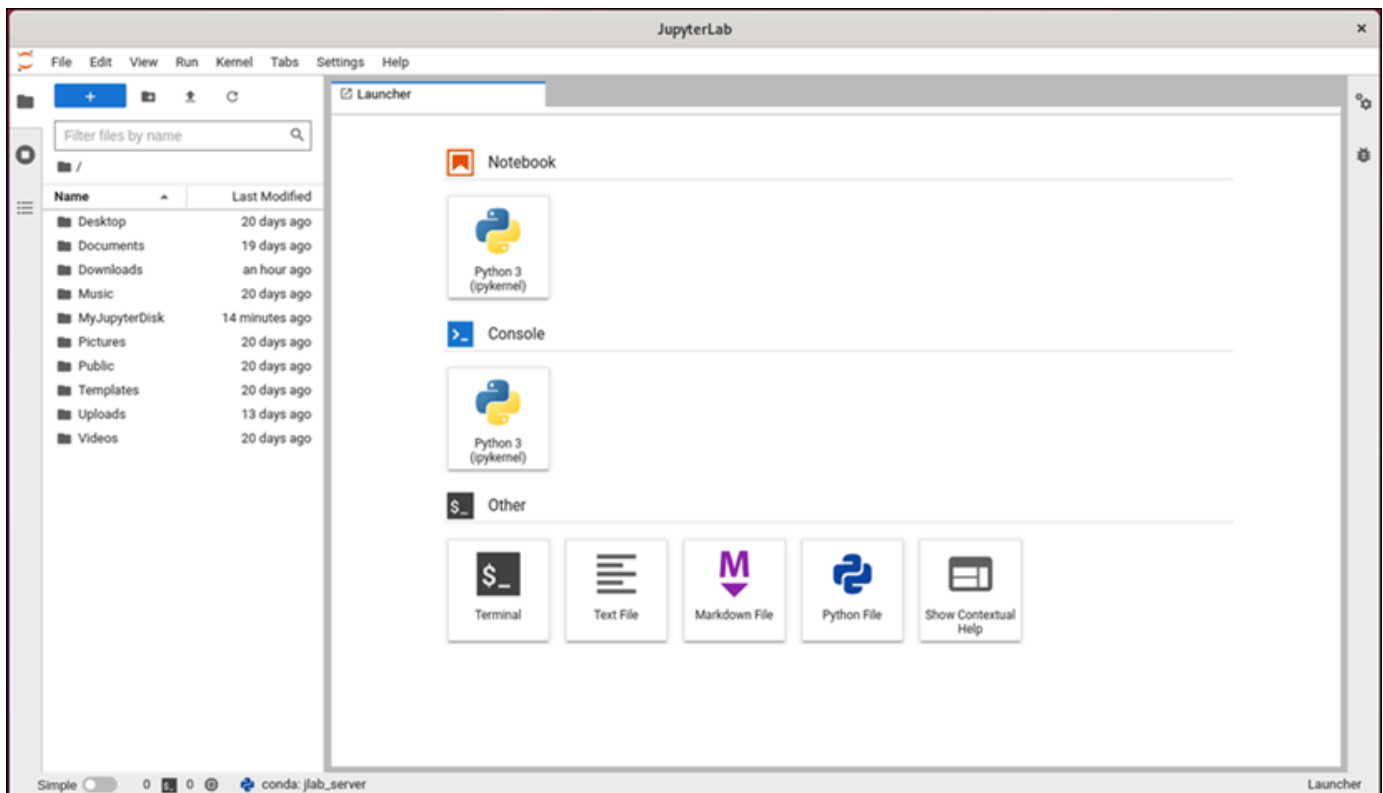 JupyterLab
File Edit View Run Kernel Tabs Settings Help
Launcher
Filter files by name
/
Name Last Modified
Desktop 20 days ago
Documents 19 days ago
Downloads an hour ago
Music 20 days ago
MyJupyterDisk 14 minutes ago
Pictures 20 days ago
Public 20 days ago
Templates 20 days ago
Uploads 13 days ago
Videos 20 days ago
Notebook
Python 3
(ipykernel)
Console
Python 3
(ipykernel)
$_ Other
$_
Terminal
Text File
M
Markdown File
Python File
Show Contextual
Help
Simple 0 $_ 0 conda: jlab_server Launcher